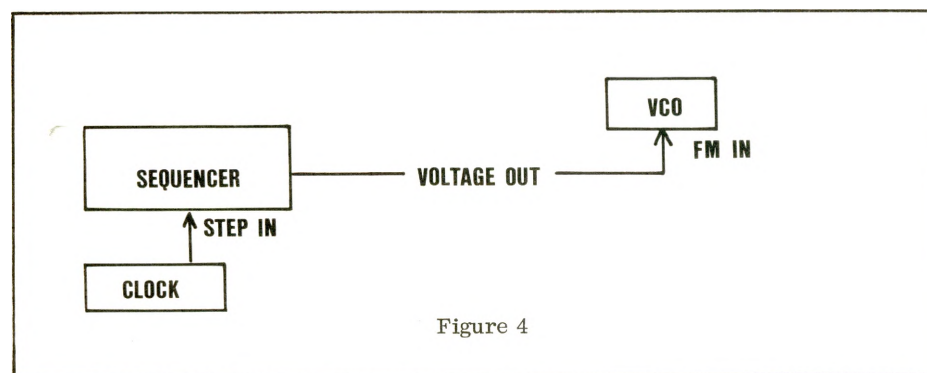 VCO
FM IN
SEQUENCER
VOLTAGE OUT
STEP IN
CLOCK
Figure 4